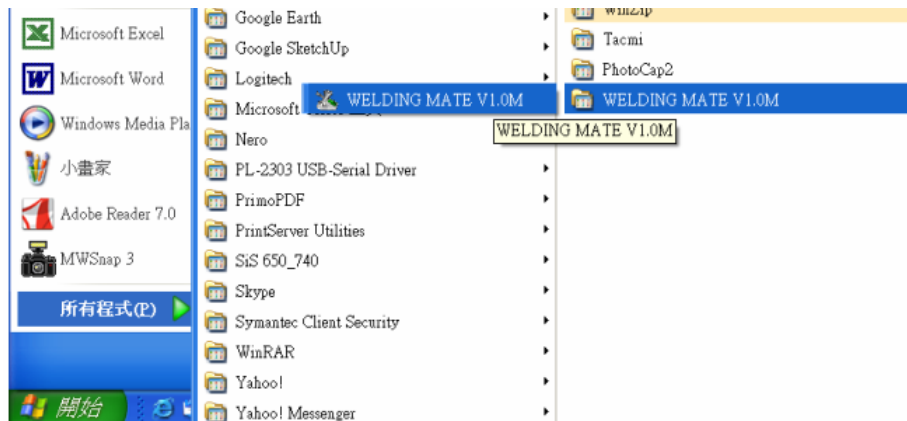 Microsoft Excel
Microsoft Word
Windows Media Pla
小畫家
Adobe Reader 7.0
MWSnap 3
所有程式(P)
開始
Google Earth
Google SketchUp
Logitech
Microsoft
Nero
PL-2303 USB-Serial Driver
PrimoPDF
PrintServer Utilities
SiS 650_740
Skype
Symantec Client Security
WinRAR
Yahoo!
Yahoo! Messenger
WELDING MATE V1.0M
WELDING MATE V1.0M
WinZip
Tacmi
PhotoCap2
WELDING MATE V1.0M